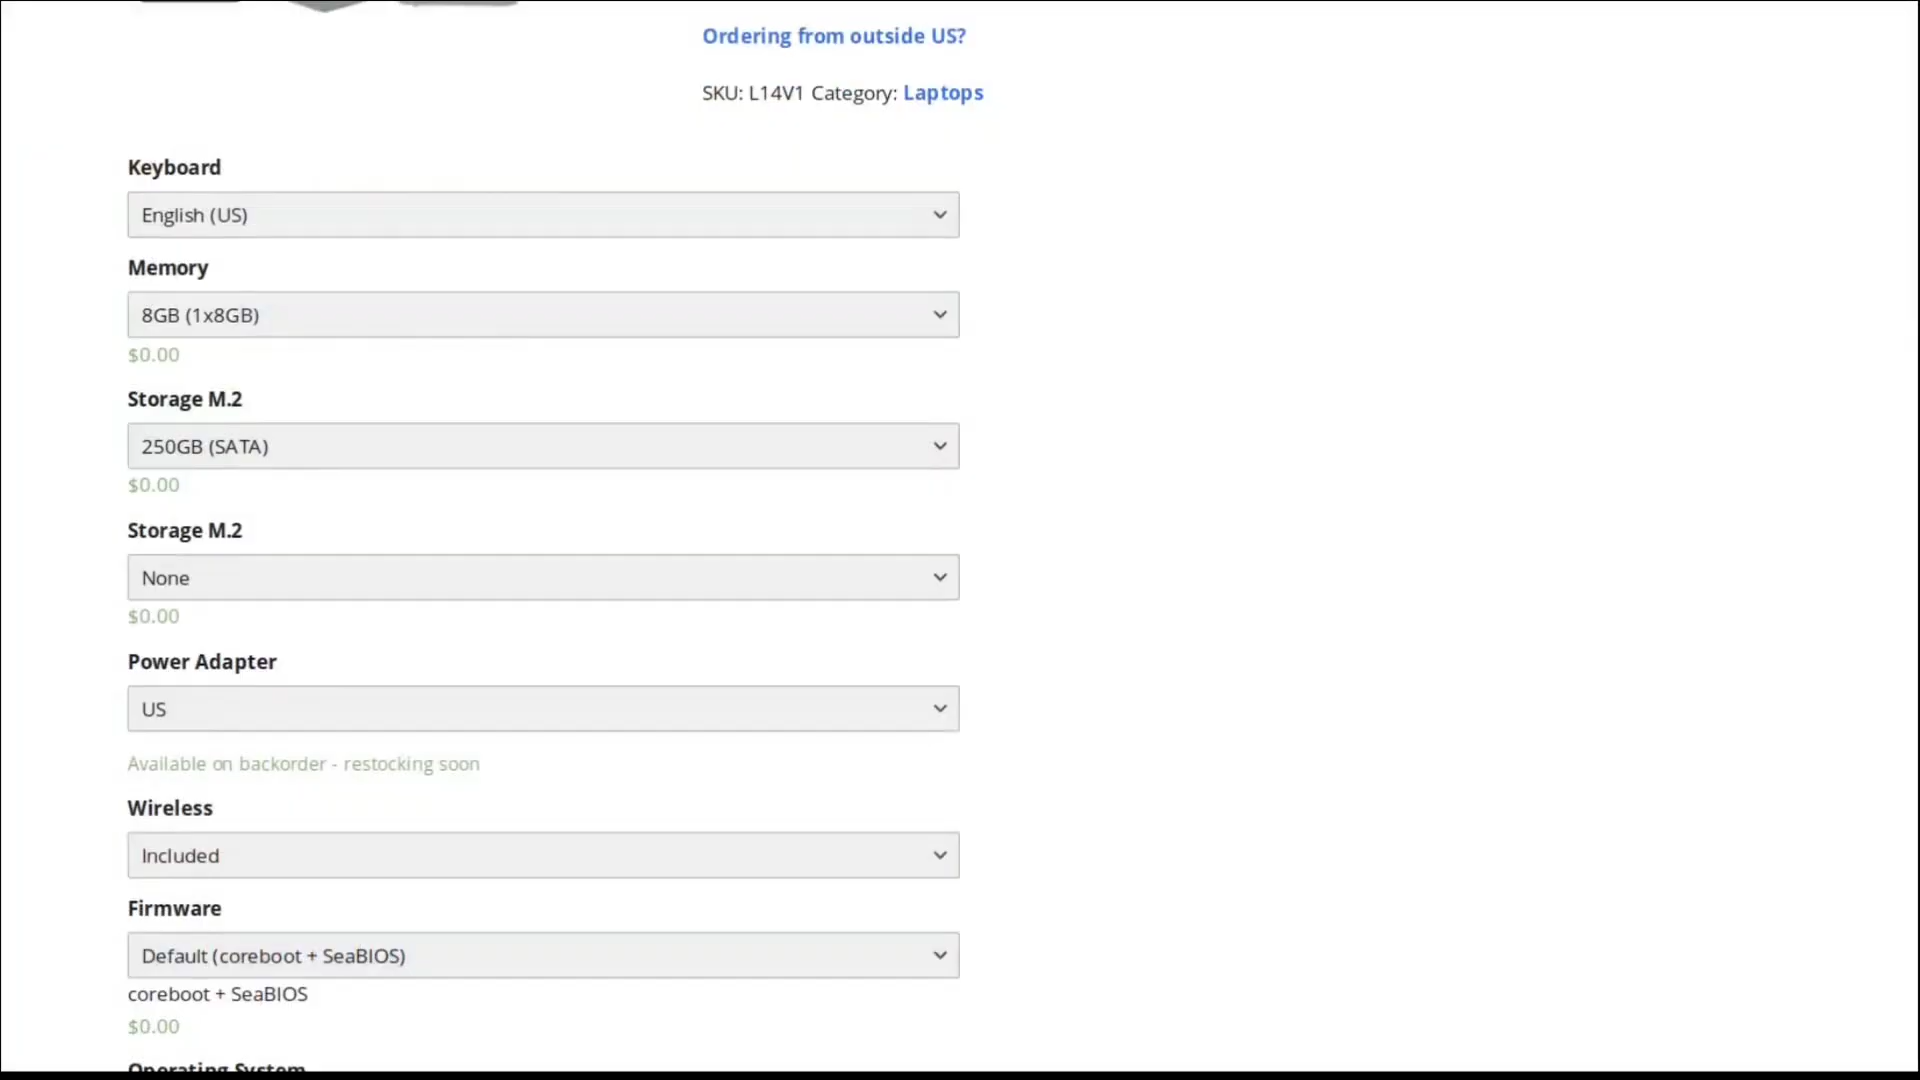 Ordering from outside US?
SKU: L14V1 Category: Laptops
Keyboard
English (US)
Memory
8GB (1x8GB)
$0.00
Storage M.2
250GB (SATA)
$0.00
Storage M.2
None
$0.00
Power Adapter
US
Available on backorder - restocking soon
Wireless
Included
Firmware
Default (coreboot + SeaBIOS)
coreboot + SeaBIOS
$0.00
Operating System